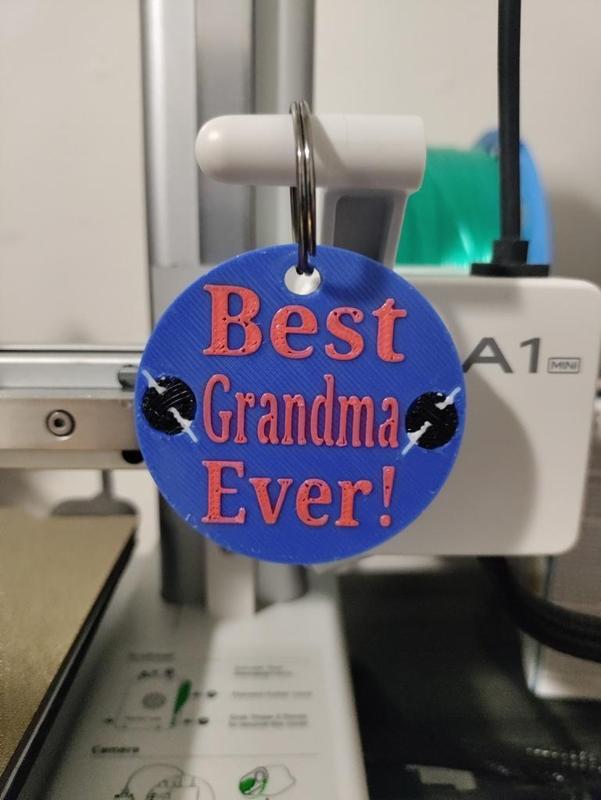 Best
Grandma
Ever!
A1 MINI
Camera